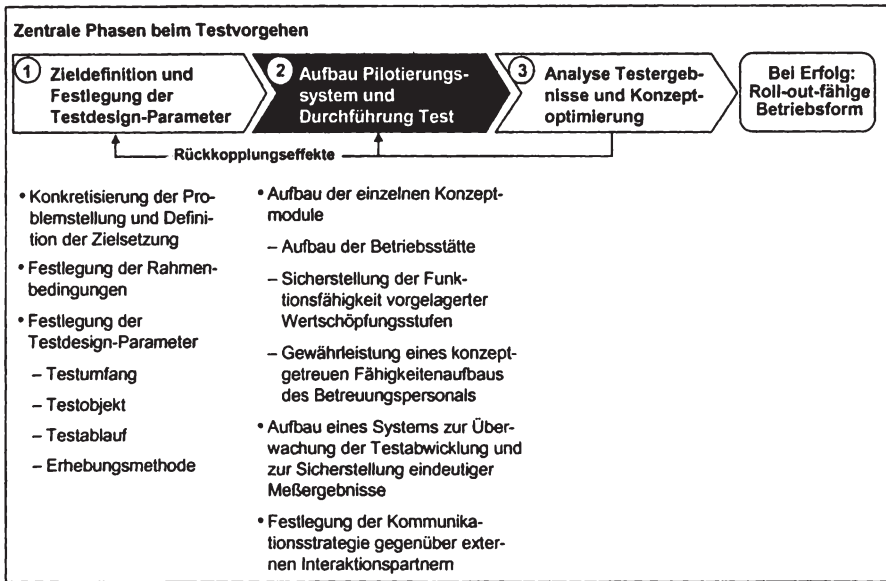 Zentrale Phasen beim Testvorgehen
1 Zieldefinition und
Festlegung der
Testdesign-Parameter
2 Aufbau Pilotierungs-
system und
Durchführung Test
3 Analyse Testergeb-
nisse und Konzept-
optimierung
Bei Erfolg:
Roll-out-fähige
Betriebsform
Rückkopplungseffekte
• Konkretisierung der Pro-
blemstellung und Defini-
tion der Zielsetzung
• Festlegung der Rahmen-
bedingungen
• Festlegung der
Testdesign-Parameter
– Testumfang
– Testobjekt
– Testablauf
– Erhebungsmethode
• Aufbau der einzelnen Konzept-
module
– Aufbau der Betriebsstätte
– Sicherstellung der Funk-
tionsfähigkeit vorgelagerter
Wertschöpfungsstufen
– Gewährleistung eines konzept-
getreuen Fähigkeitenaufbaus
des Betreuungspersonals
• Aufbau eines Systems zur Über-
wachung der Testabwicklung und
zur Sicherstellung eindeutiger
Meßergebnisse
• Festlegung der Kommunika-
tionsstrategie gegenüber exter-
nen Interaktionspartnern